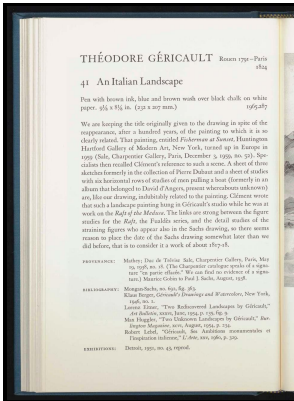 THÉODORE GÉRICAULT Rouen 1791–Paris
1824
41 An Italian Landscape
Pen with brown ink, blue and brown wash over black chalk on white
paper. 9⅛ x 8⅛ in. (232 x 207 mm.) 1965.287
We are keeping the title originally given to the drawing in spite of the
reappearance, after a hundred years, of the painting to which it is so
clearly related. That painting, entitled Fisherman at Sunset, Huntington
Hartford Gallery of Modern Art, New York, turned up in Europe in
1959 (Sale, Charpentier Gallery, Paris, December 3, 1959, no. 52). Spe-
cialists then recalled Clément's reference to such a scene. A sheet of three
sketches formerly in the collection of Pierre Dubaut and a sheet of studies
with six horizontal rows of studies of men pulling a boat (formerly in an
album that belonged to David d'Angers, present whereabouts unknown)
are, like our drawing, indubitably related to the painting. Clément wrote
that such a landscape painting hung in Géricault's studio while he was at
work on the Raft of the Medusa. The links are strong between the figure
studies for the Raft, the Fualdès series, and the detail studies of the
straining figures who appear also in the Sachs drawing, so there seems
reason to place the date of the Sachs drawing somewhat later than we
did before, that is to consider it a work of about 1817-18.
PROVENANCE: Mathey; Duc de Trévise Sale, Charpentier Gallery, Paris, May
19, 1938, no. 16. (The Charpentier catalogue speaks of a signa-
ture "en partie effacée." We can find no evidence of a signa-
ture.) Maurice Gobin to Paul J. Sachs, August, 1938.
BIBLIOGRAPHY: Mongan-Sachs, no. 691, fig. 363.
Klaus Berger, Géricault's Drawings and Watercolors, New York,
1946, no. 2.
Lorenz Eitner, "Two Rediscovered Landscapes by Géricault,"
Art Bulletin, XXXVI, June, 1954, p. 139, fig. 9.
Max Huggler, "Two Unknown Landscapes by Géricault," Bur-
lington Magazine, XCVI, August, 1954, p. 234.
Robert Lebel, "Géricault. Ses Ambitions monumentales et
l'inspiration italienne," L'Arte, XXV, 1960, p. 329.
EXHIBITIONS: Detroit, 1951, no. 43, reprod.